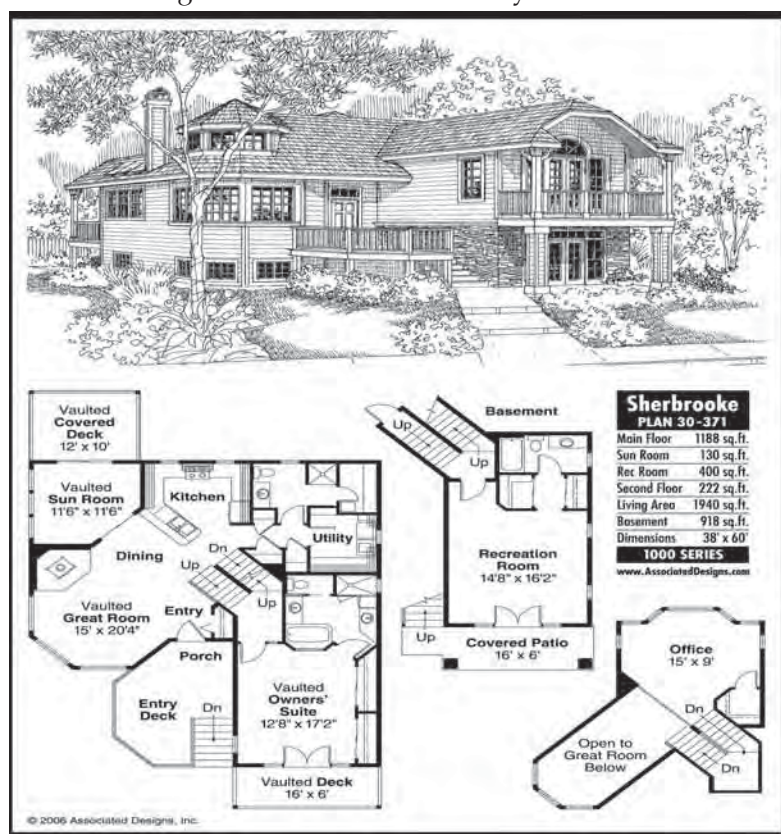 Vaulted
Covered
Deck
12' x 10'
Vaulted
Sun Room
11'6" x 11'6"
Kitchen
Utility
Dining
Dn
Up
Up
Vaulted
Great Room
15' x 20'4"
Entry
Porch
Entry
Deck
Dn
Vaulted
Owners'
Suite
12'8" x 17'2"
Vaulted Deck
16' x 6'
Basement
Up
Up
Recreation
Room
14'8" x 16'2"
Up
Covered Patio
16' x 6'
Sherbrooke
PLAN 30-371
Main Floor 1188 sq.ft.
Sun Room 130 sq.ft.
Rec Room 400 sq.ft.
Second Floor 222 sq.ft.
Living Area 1940 sq.ft.
Basement 918 sq.ft.
Dimensions 38' x 60'
1000 SERIES
www.AssociatedDesigns.com
Office
15' x 9'
Dn
Open to
Great Room
Below
Dn
© 2006 Associated Designs, Inc.